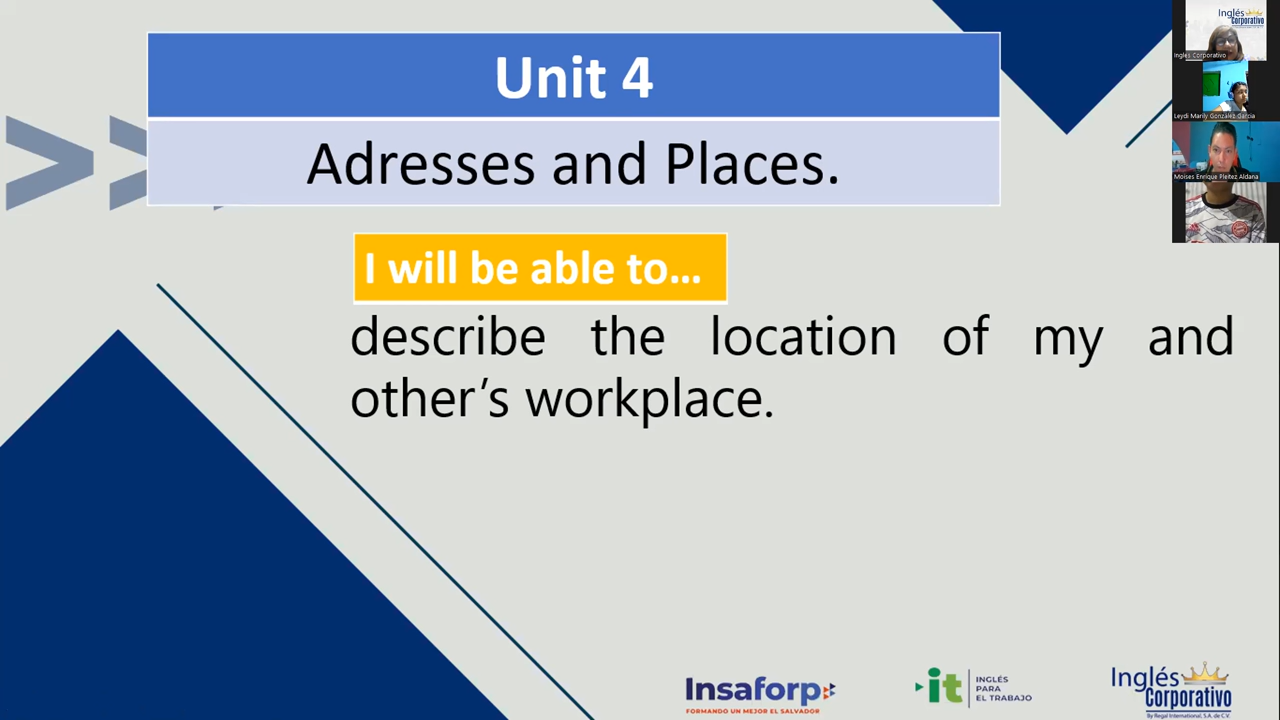 Unit 4
Adresses and Places.
I will be able to...
describe the location of my and
other's workplace.
Insaforp
FORMANDO UN MEJOR EL SALVADOR
it
INGLÉS
PARA
EL TRABAJO
Inglés
Corporativo
By Regal International, S.A. de C.V.
Inglés
Corporativo
Inglés Corporativo
Leydi Marily González García
Moises Enrique Pleitez Aldana